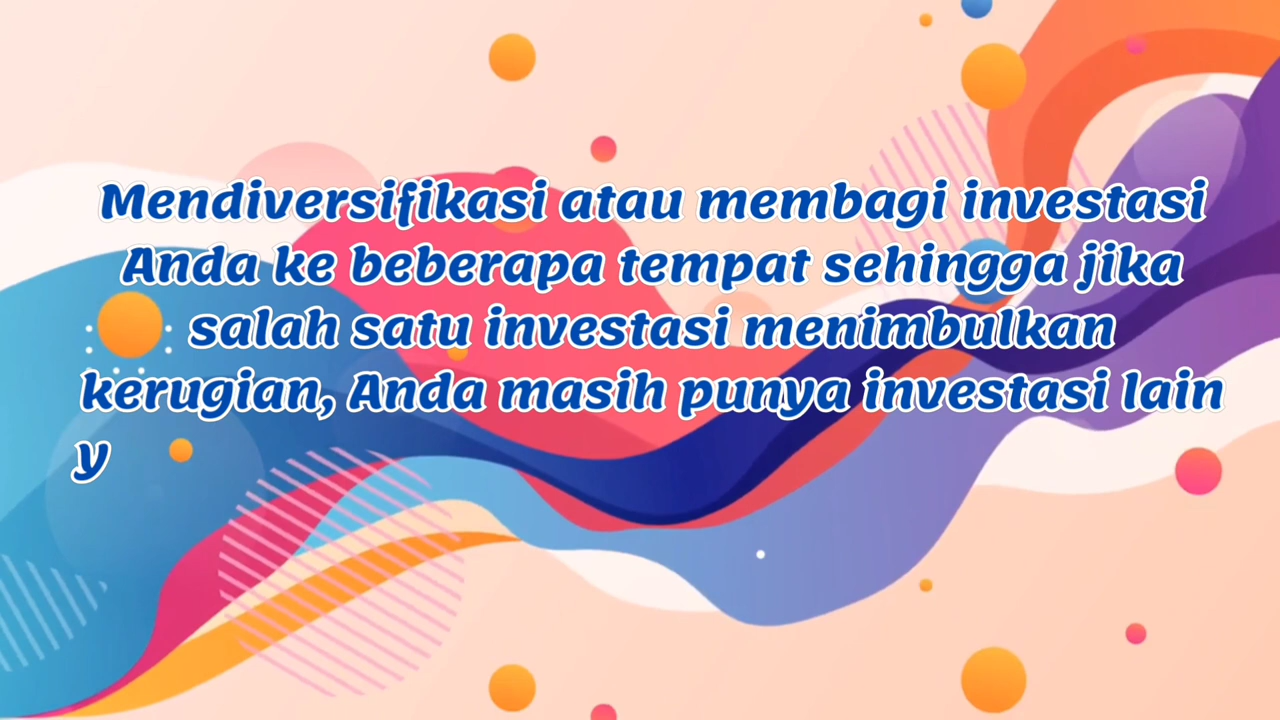 Mendiversifikasi atau membagi investasi
Anda ke beberapa tempat sehingga jika
salah satu investasi menimbulkan
kerugian, Anda masih punya investasi lain
y